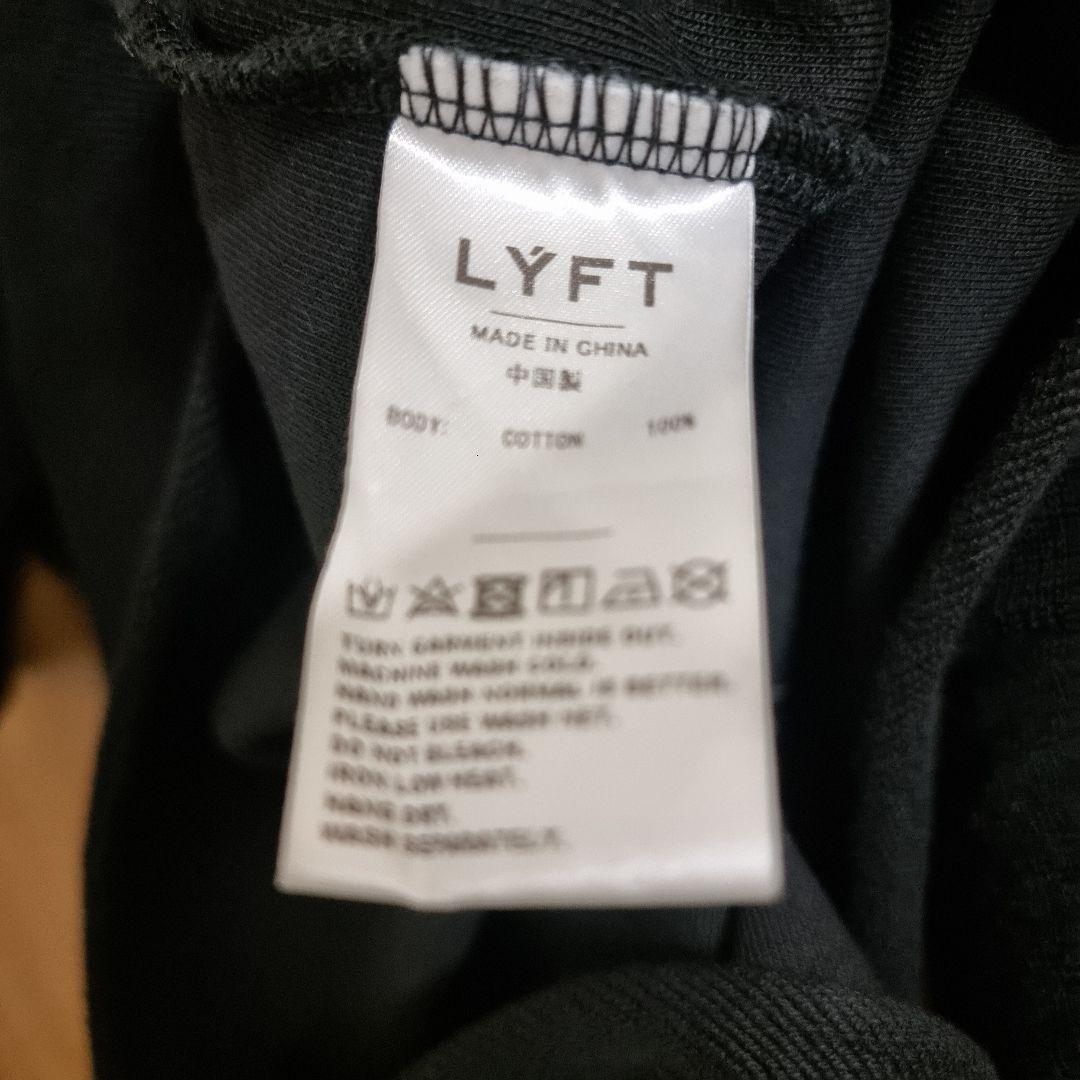 LÝFT
MADE IN CHINA
中国製
BODY: COTTON 100%
TURN GARMENT INSIDE OUT.
MACHINE WASH COLD.
HAND WASH NORMAL IS BETTER.
PLEASE USE WASH NET.
DO NOT BLEACH.
IRON LOW HEAT.
HANG DRY.
WASH SEPARATELY.